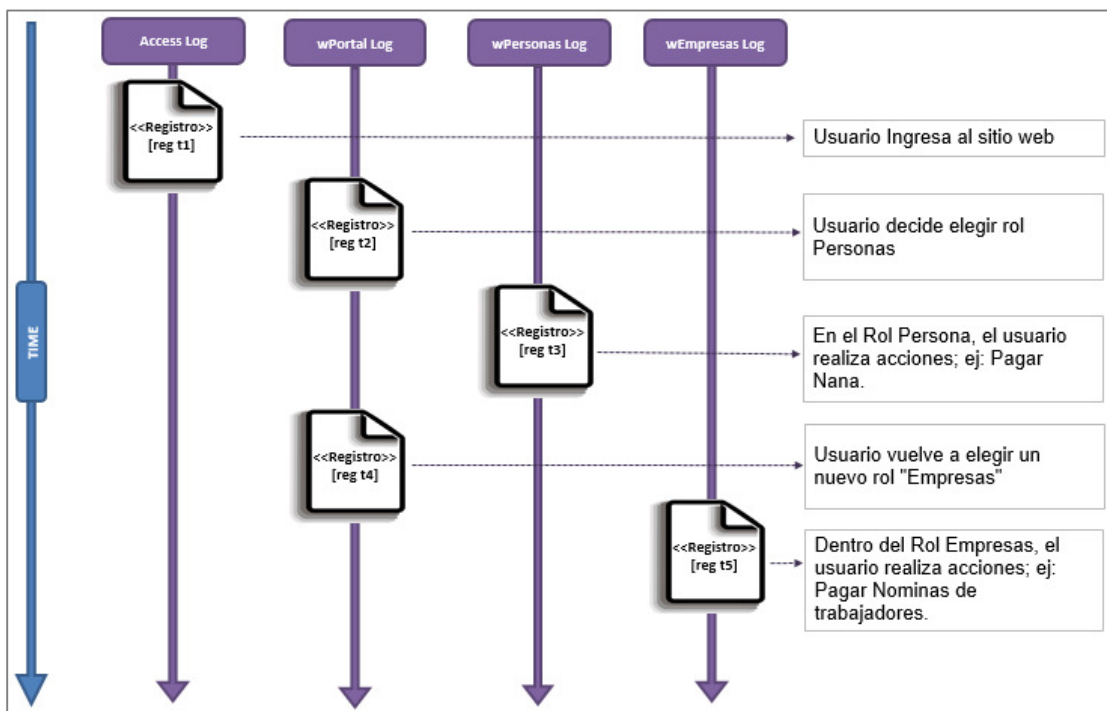 Access Log
wPortal Log
wPersonas Log
wEmpresas Log
TIME
<<Registro>>
[reg t1]
Usuario Ingresa al sitio web
<<Registro>>
[reg t2]
Usuario decide elegir rol
Personas
<<Registro>>
[reg t3]
En el Rol Persona, el usuario
realiza acciones; ej: Pagar
Nana.
<<Registro>>
[reg t4]
Usuario vuelve a elegir un
nuevo rol "Empresas"
<<Registro>>
[reg t5]
Dentro del Rol Empresas, el
usuario realiza acciones; ej:
Pagar Nominas de
trabajadores.